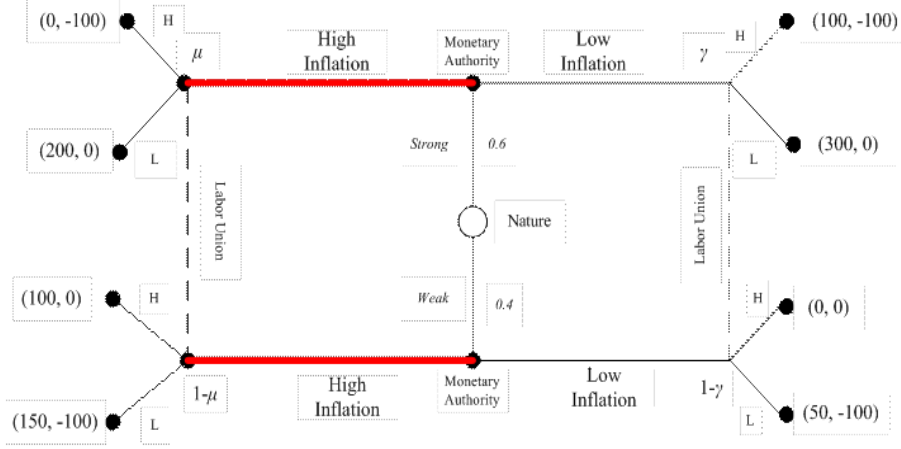 (0, -100)
H
μ
High
Inflation
Monetary
Authority
Low
Inflation
γ
H
(100, -100)
(200, 0)
L
Strong
0.6
L
(300, 0)
Labor Union
Nature
Labor Union
(100, 0)
H
Weak
0.4
H
(0, 0)
1-μ
High
Inflation
Monetary
Authority
Low
Inflation
1-γ
(150, -100)
L
L
(50, -100)